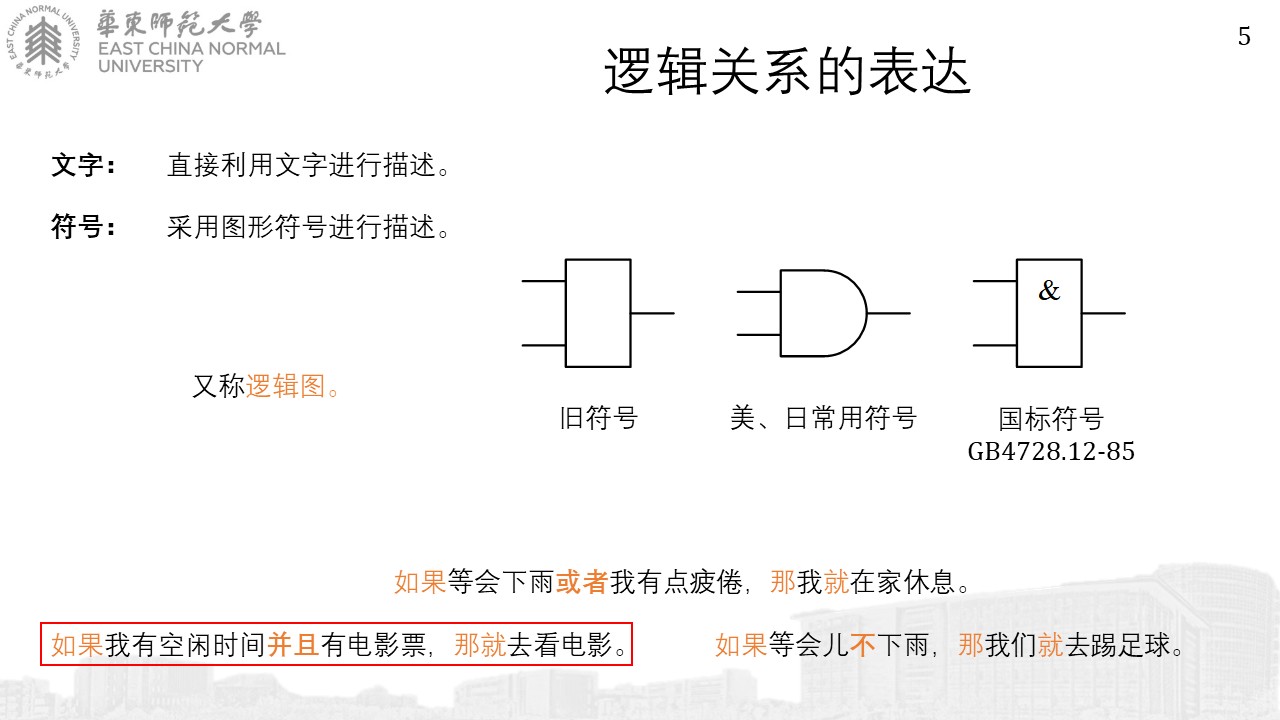 EAST CHINA NORMAL UNIVERSITY
華東师范大学
華東师范大学
EAST CHINA NORMAL
UNIVERSITY
5
逻辑关系的表达
文字： 直接利用文字进行描述。
符号： 采用图形符号进行描述。
&
又称逻辑图。
旧符号 美、日常用符号 国标符号
GB4728.12-85
如果等会下雨或者我有点疲倦，那我就在家休息。
如果我有空闲时间并且有电影票，那就去看电影。 如果等会儿不下雨，那我们就去踢足球。